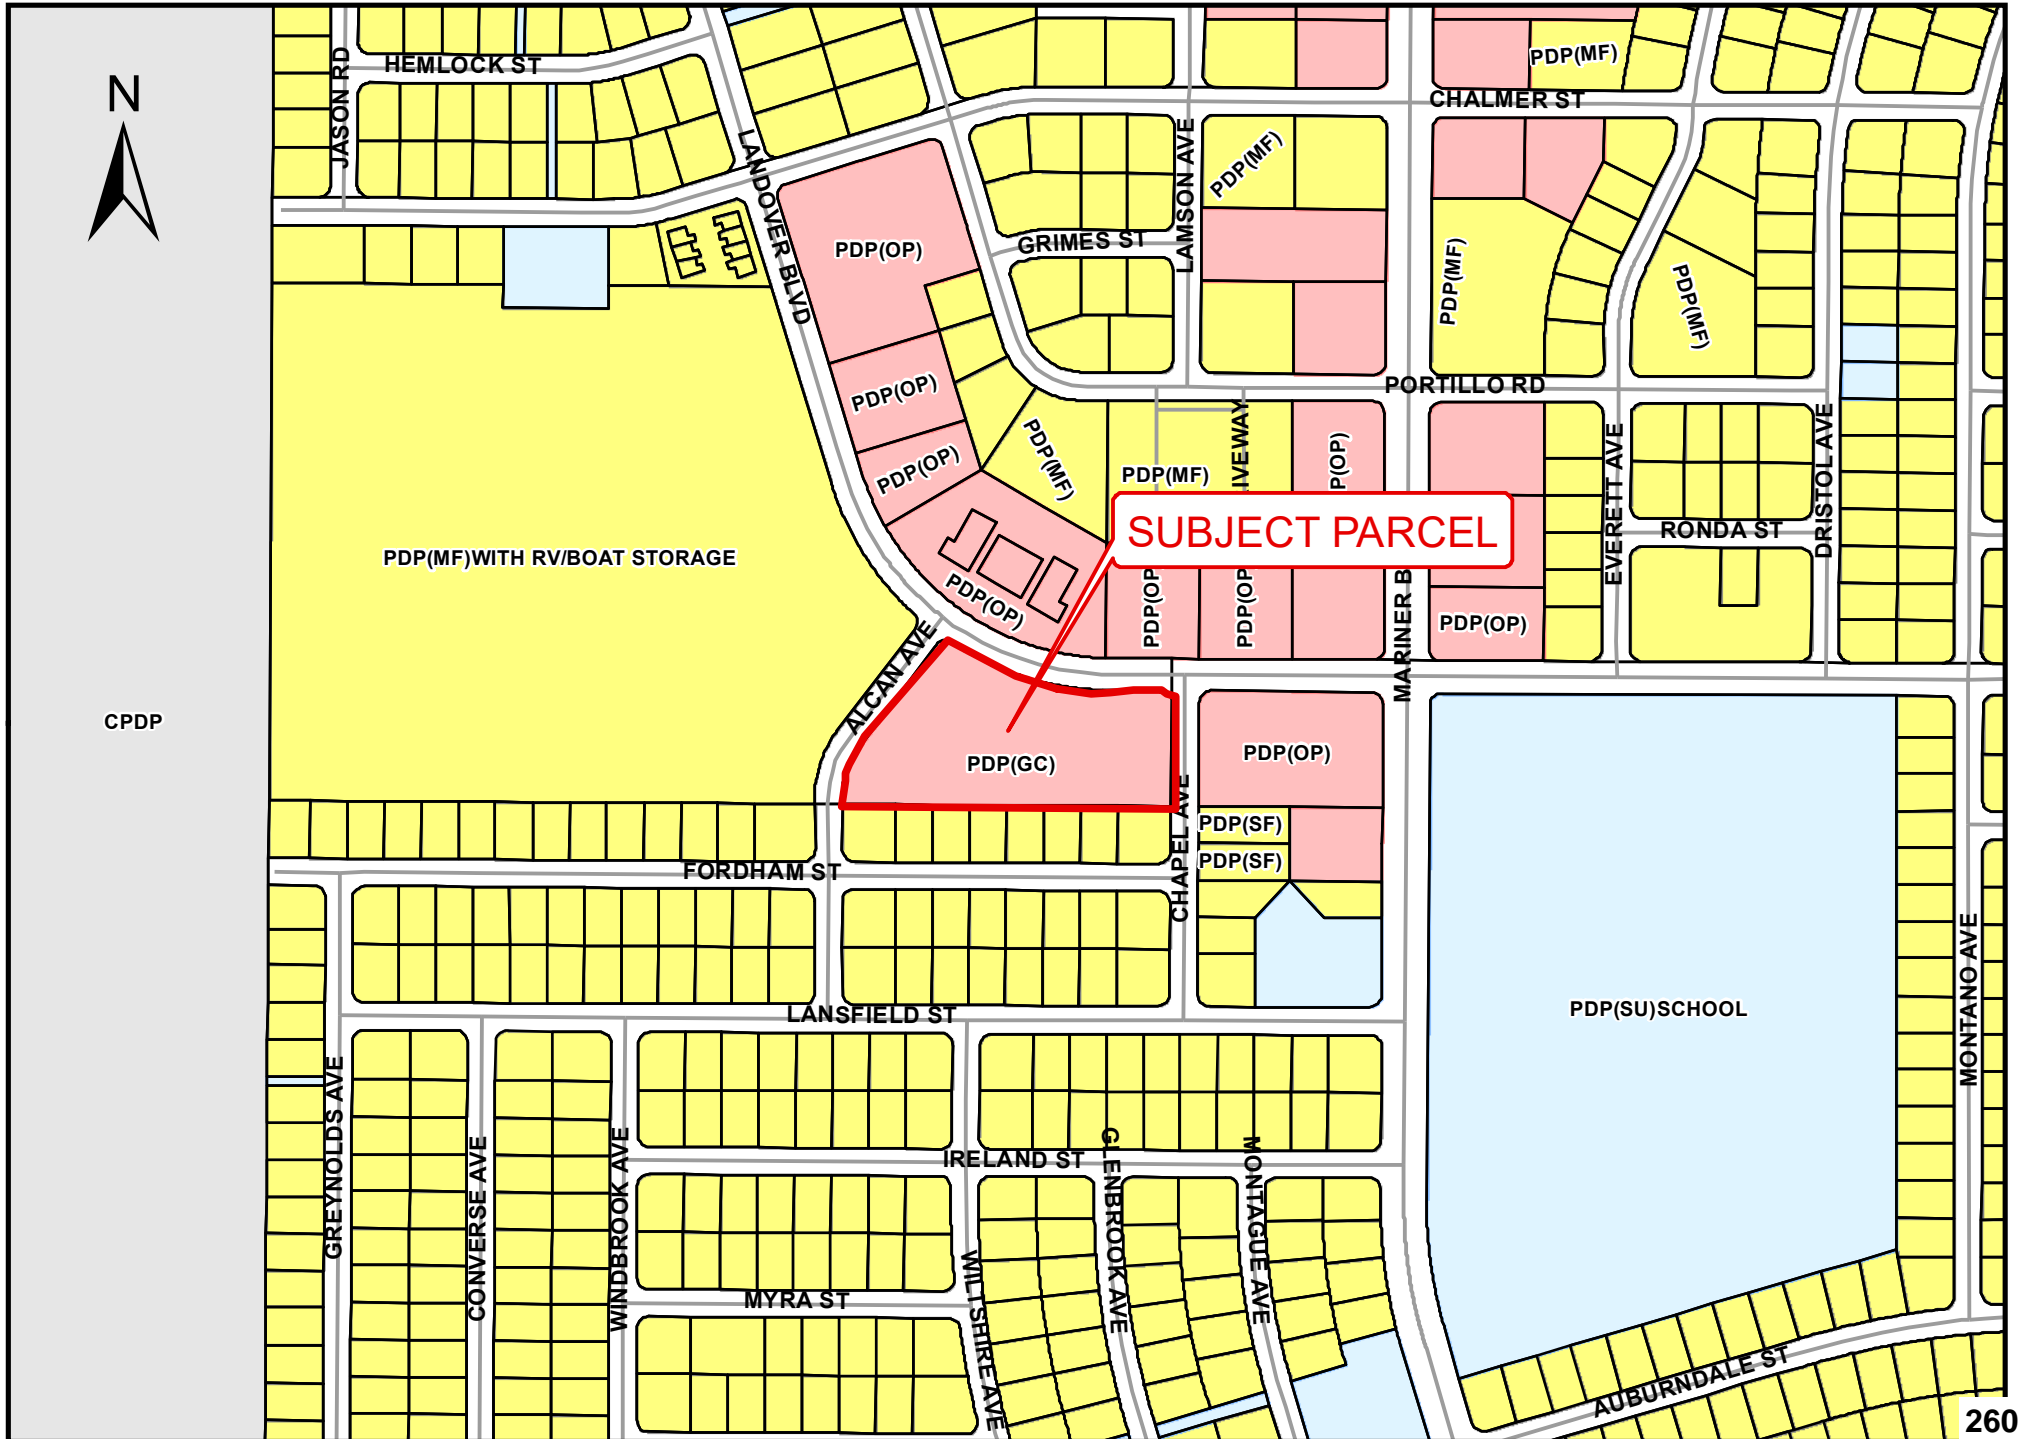 HEMLOCK ST
PDP(MF)
N
JASON RD
CHALMER ST
LANDOVER BLVD
LAMSON AVE
PDP(MF)
GRIMES ST
PDP(OP)
PDP(MF)
PDP(MF)
PDP(OP)
PORTILLO RD
PDP(OP)
PDP(MF)
PDP(MF)
IVEWAY
P(OP)
EVERETT AVE
DRISTOL AVE
SUBJECT PARCEL
RONDA ST
PDP(MF)WITH RV/BOAT STORAGE
PDP(OP)
PDP(OP
PDP(OP
MARINER B
PDP(OP)
ALCAN AVE
CPDP
PDP(GC)
PDP(OP)
CHAPEL AVE
PDP(SF)
PDP(SF)
FORDHAM ST
LANSFIELD ST
PDP(SU)SCHOOL
MONTANO AVE
GREYNOLDS AVE
CONVERSE AVE
WINDBROOK AVE
IRELAND ST
GLENBROOK AVE
MONTAGUE AVE
MYRA ST
WILTSHIRE AVE
AUBURNDALE ST
260